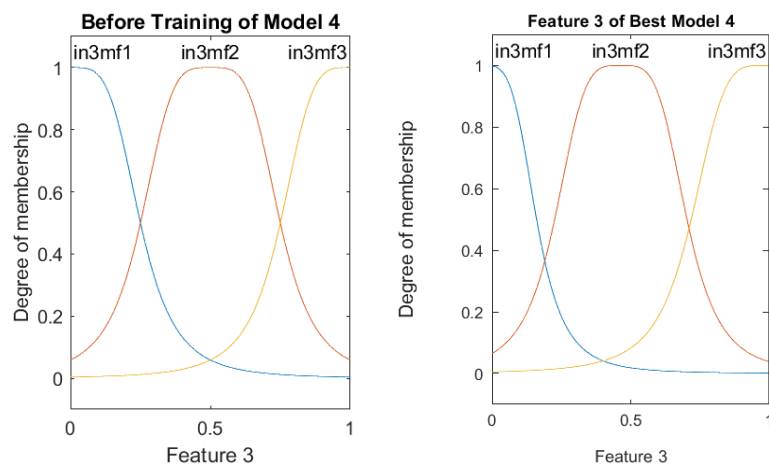 Before Training of Model 4
in3mf1 in3mf2 in3mf3
1
0.8
0.6
0.4
0.2
0
Degree of membership
0 0.5 1
Feature 3
Feature 3 of Best Model 4
in3mf1 in3mf2 in3mf3
1
0.8
0.6
0.4
0.2
0
Degree of membership
0 0.5 1
Feature 3